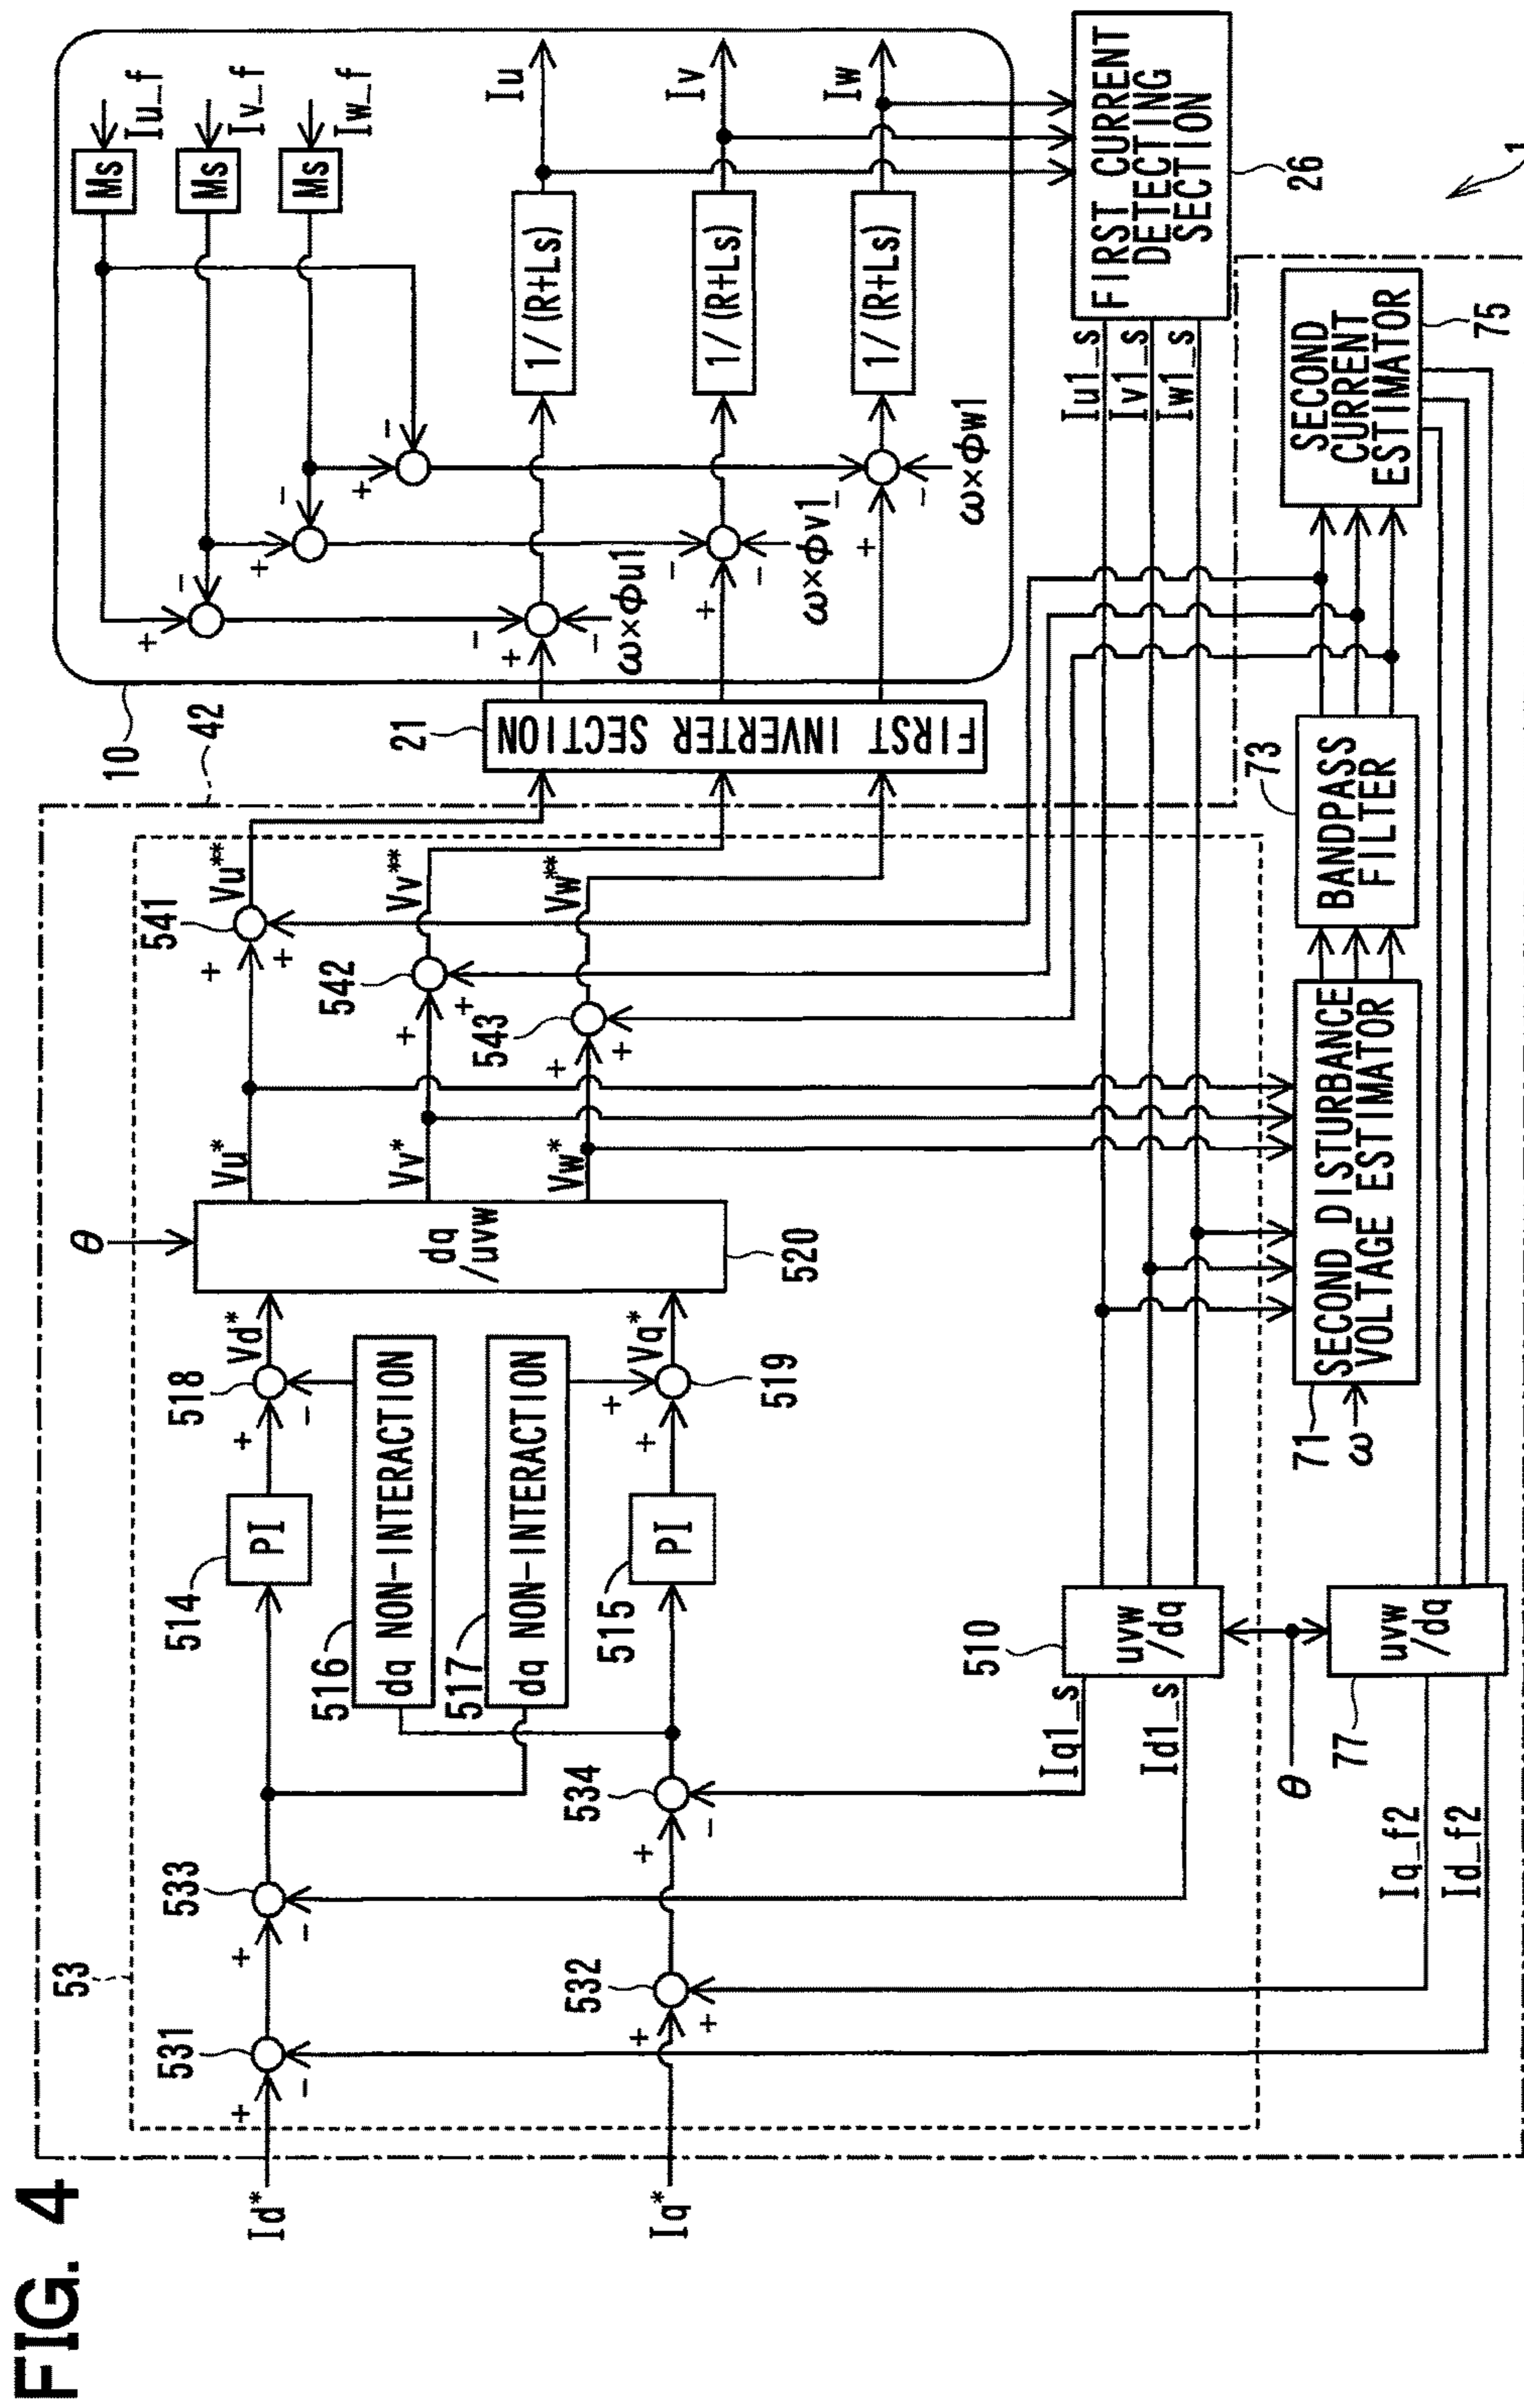 FIG. 4
Id*
Iq*
+
−
531
+
+
532
53
+
−
533
+
−
534
514
PI
516
dq NON-INTERACTION
517
dq NON-INTERACTION
515
PI
518
+
−
Vd*
+
+
519
Vq*
θ
dq
/uvw
520
Vu*
Vv*
Vw*
541
+
+
542
+
+
543
+
+
Vu**
Vv**
Vw**
42
10
21
FIRST INVERTER SECTION
+
−
+
−
+
−
Ms
Ms
Ms
Iu_f
Iv_f
Iw_f
+
−
−
ω×Φu1
+
−
−
ω×Φv1
+
−
−
ω×Φw1
1/(R+Ls)
1/(R+Ls)
1/(R+Ls)
Iu
Iv
Iw
FIRST CURRENT
DETECTING
SECTION
26
1
Iu1_s
Iv1_s
Iw1_s
510
uvw
/dq
Iq1_s
Id1_s
θ
77
uvw
/dq
Iq_f2
Id_f2
71
ω
SECOND DISTURBANCE
VOLTAGE ESTIMATOR
73
BANDPASS
FILTER
SECOND
CURRENT
ESTIMATOR
75